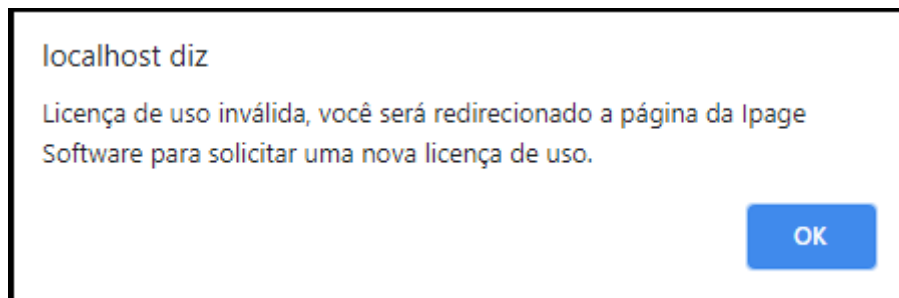 localhost diz
Licença de uso inválida, você será redirecionado a página da Ipage
Software para solicitar uma nova licença de uso.
OK